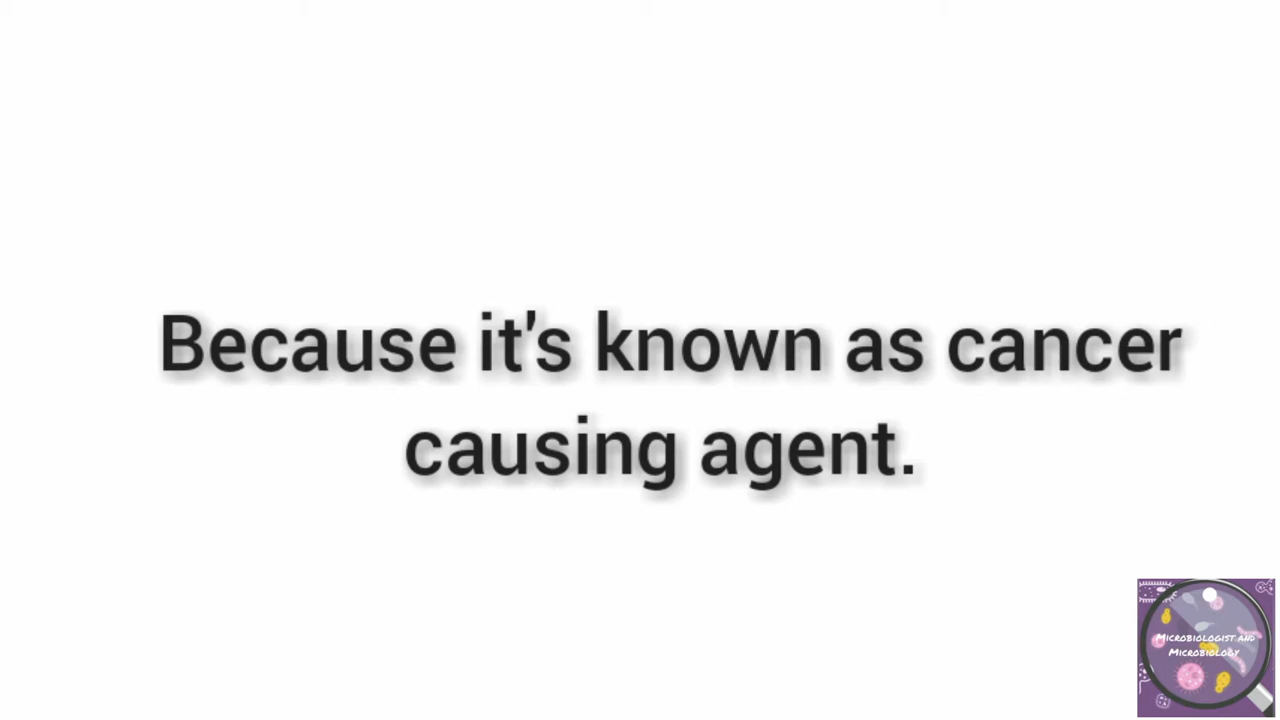 Because it's known as cancer
causing agent.
Microbiologist and
Microbiology